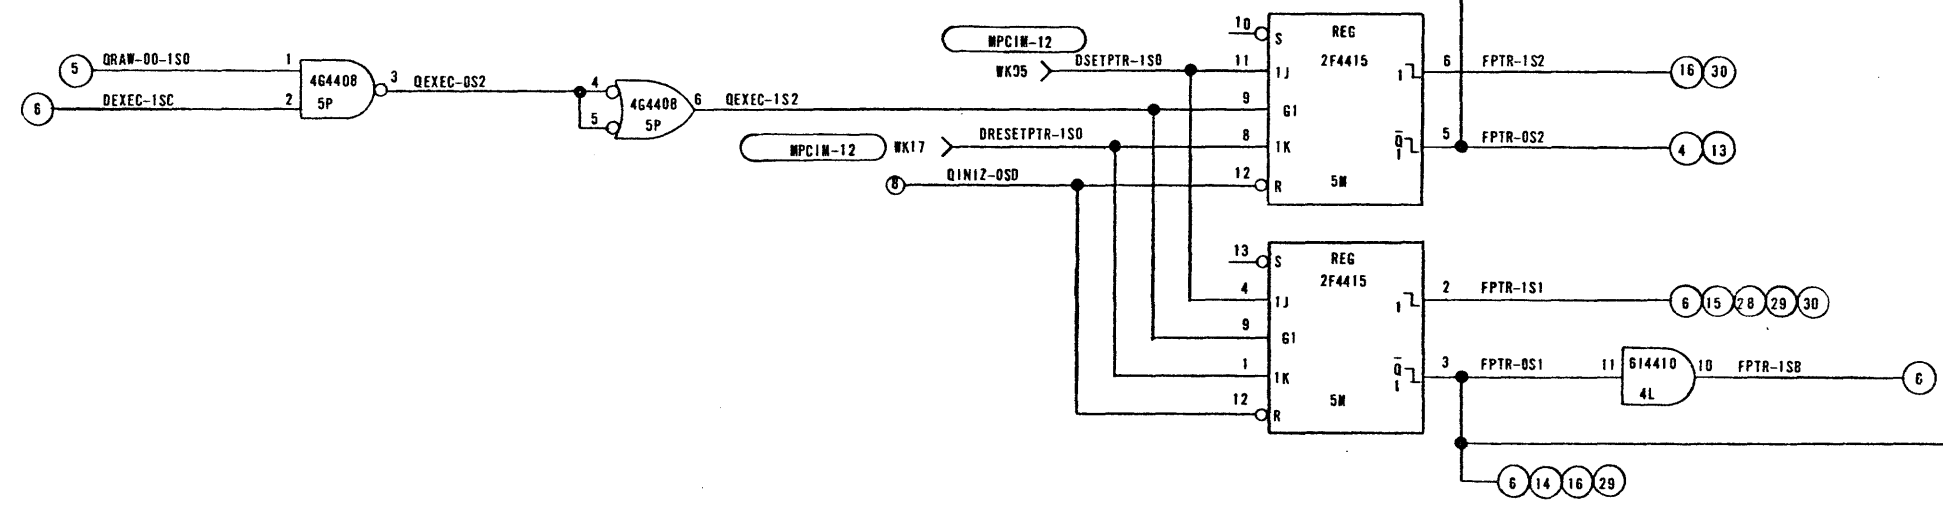 5 QRAW-00-1S0 1
6 DEXEC-1SC 2
4G4408
5P
3 QEXEC-0S2
4
5
4G4408
5P
6 QEXEC-1S2
MPCIM-12
WK05 DSETPTR-1S0
MPCIM-12 WK17 DRESETPTR-1S0
8 QINIZ-0SD
10 S REG
2F4415
11 1J 1 6 FPTR-1S2 16 30
9 G1
8 1K Q 1 5 FPTR-0S2 4 13
12 R 5M
13 S REG
2F4415
4 1J 1 2 FPTR-1S1 6 15 28 29 30
9 G1
1 1K Q 1 3 FPTR-0S1 11 614410 10 FPTR-1SB 6
4L
12 R 5M
6 14 16 29